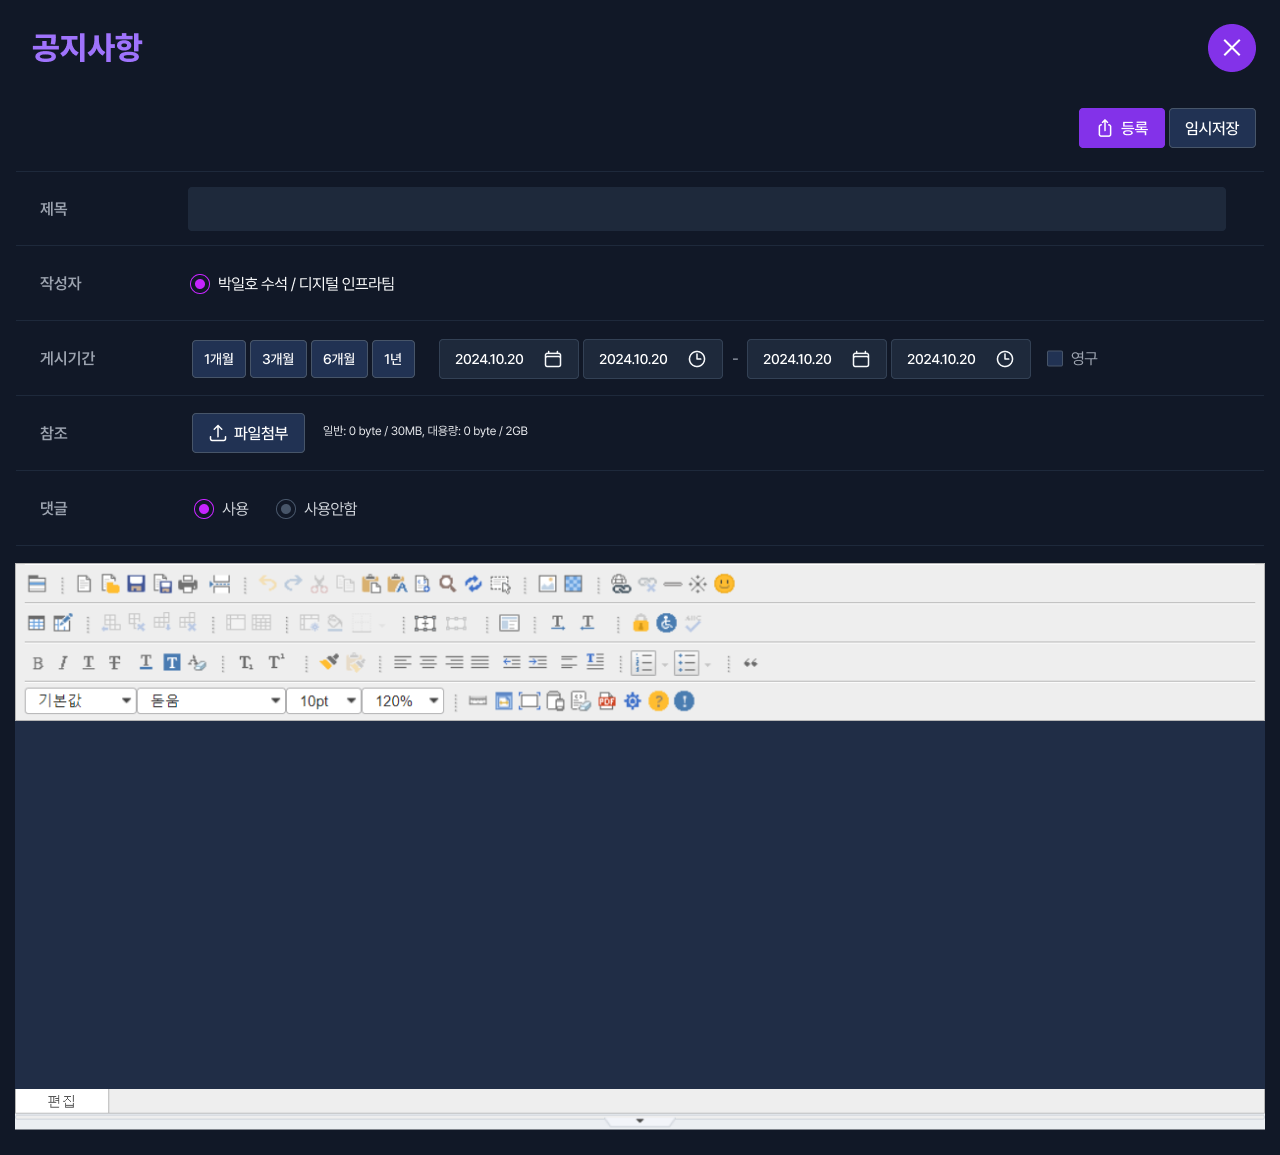 공지사항
등록 임시저장
제목
작성자 박일호 수석 / 디지털 인프라팀
게시기간 1개월 3개월 6개월 1년 2024.10.20 2024.10.20 - 2024.10.20 2024.10.20 영구
참조 파일첨부 일반: 0 byte / 30MB, 대용량: 0 byte / 2GB
댓글 사용 사용안함
기본값 돋움 10pt 120%
편집